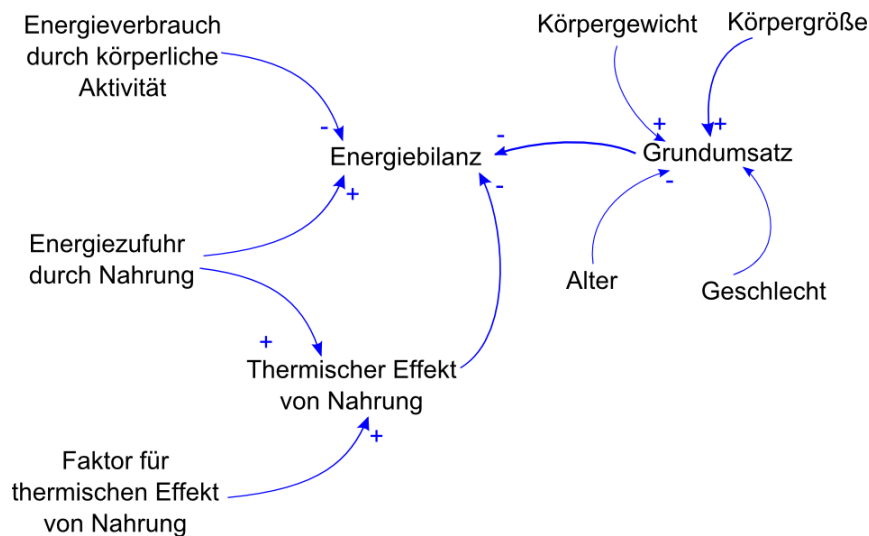 Energieverbrauch
durch körperliche
Aktivität
Körpergewicht
Körpergröße
-
+
+
-
Energiebilanz
Grundumsatz
-
-
+
Energiezufuhr
durch Nahrung
Alter
Geschlecht
+
Thermischer Effekt
von Nahrung
+
Faktor für
thermischen Effekt
von Nahrung